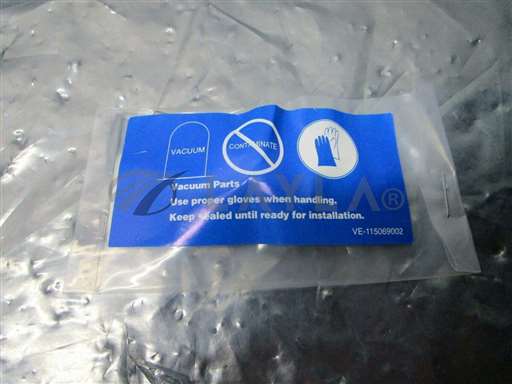 VACUUM
CONTAMINATE
Vacuum Parts
Use proper gloves when handling.
Keep sealed until ready for installation.
VE-115069002